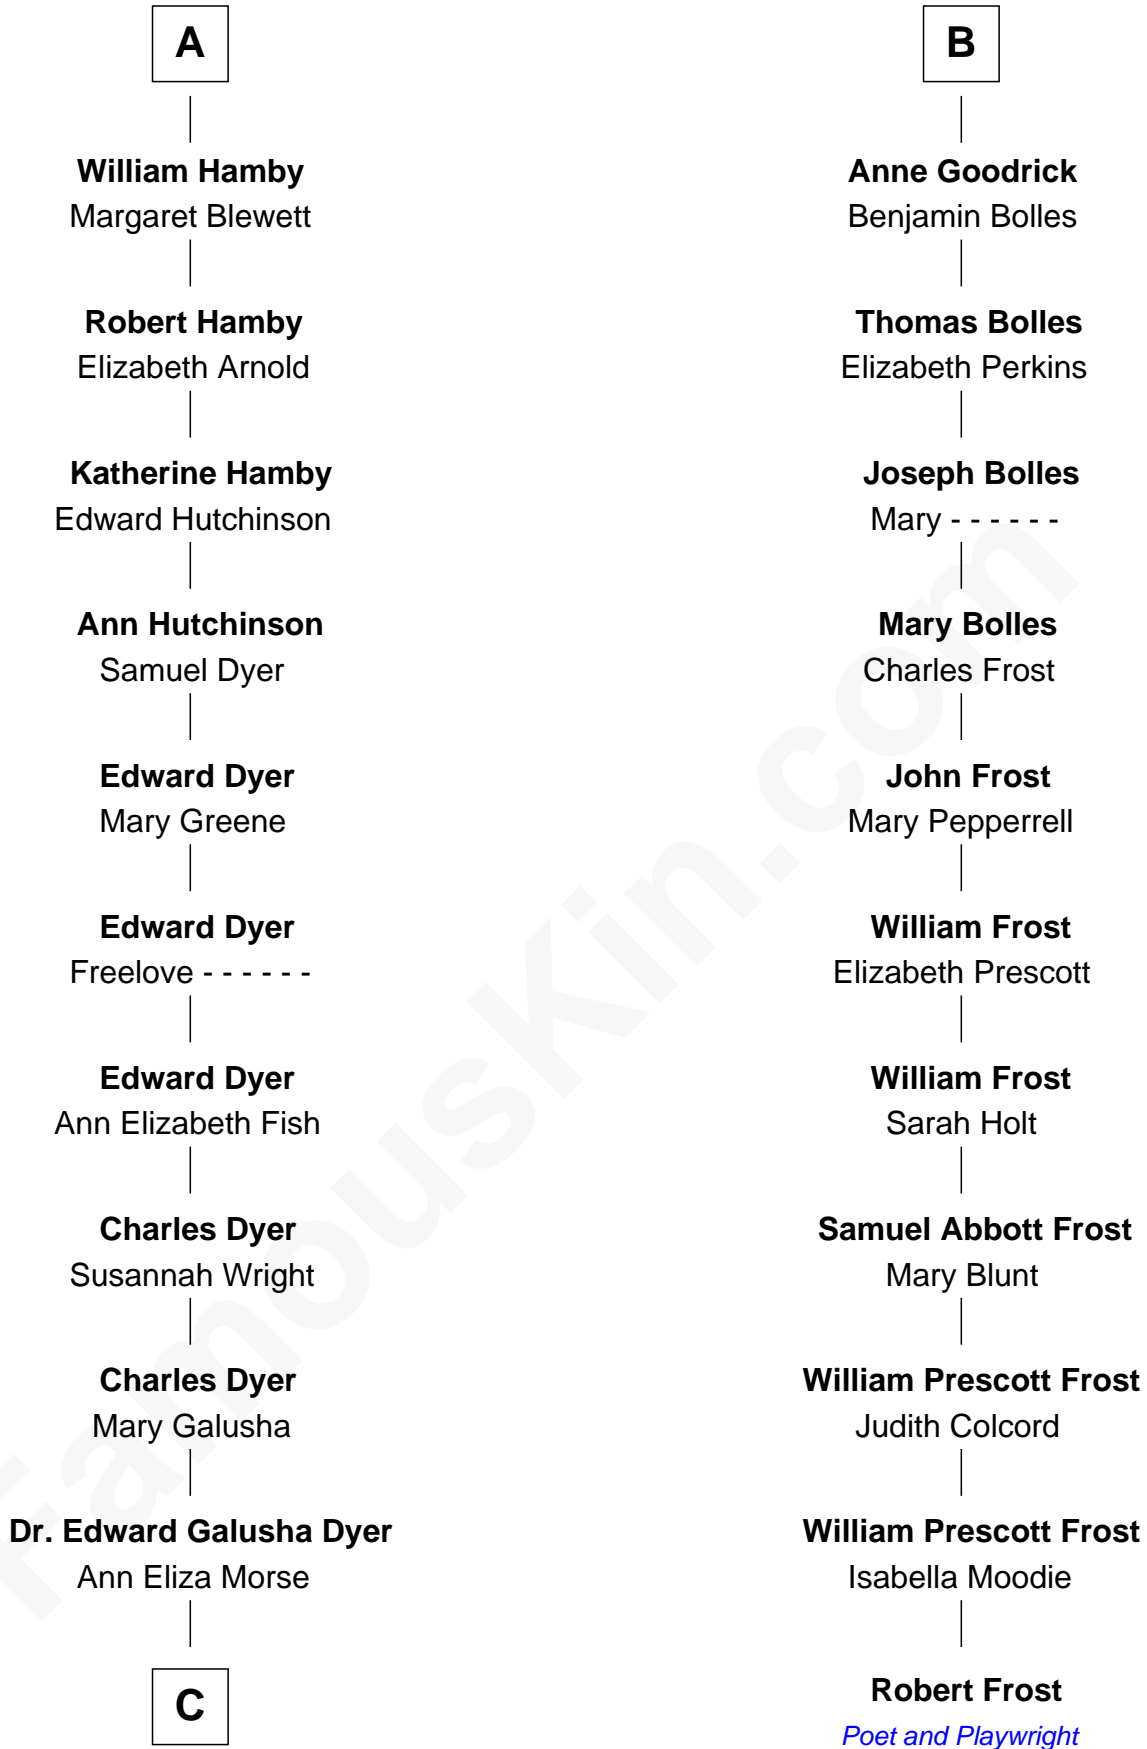 A
William Hamby
Margaret Blewett
Robert Hamby
Elizabeth Arnold
Katherine Hamby
Edward Hutchinson
Ann Hutchinson
Samuel Dyer
Edward Dyer
Mary Greene
Edward Dyer
Freelove - - - - - -
Edward Dyer
Ann Elizabeth Fish
Charles Dyer
Susannah Wright
Charles Dyer
Mary Galusha
Dr. Edward Galusha Dyer
Ann Eliza Morse
C
B
Anne Goodrick
Benjamin Bolles
Thomas Bolles
Elizabeth Perkins
Joseph Bolles
Mary - - - - - -
Mary Bolles
Charles Frost
John Frost
Mary Pepperrell
William Frost
Elizabeth Prescott
William Frost
Sarah Holt
Samuel Abbott Frost
Mary Blunt
William Prescott Frost
Judith Colcord
William Prescott Frost
Isabella Moodie
Robert Frost
Poet and Playwright
FamousKin.com